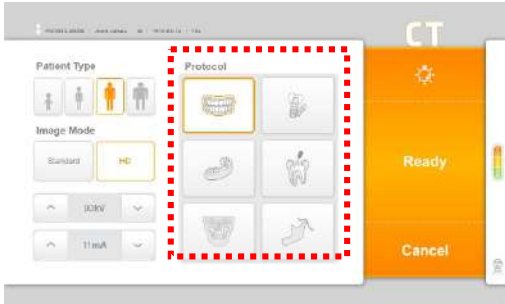 CT
Patient Type
Protocol
Image Mode
Standard
HD
90kV
11mA
Ready
Cancel